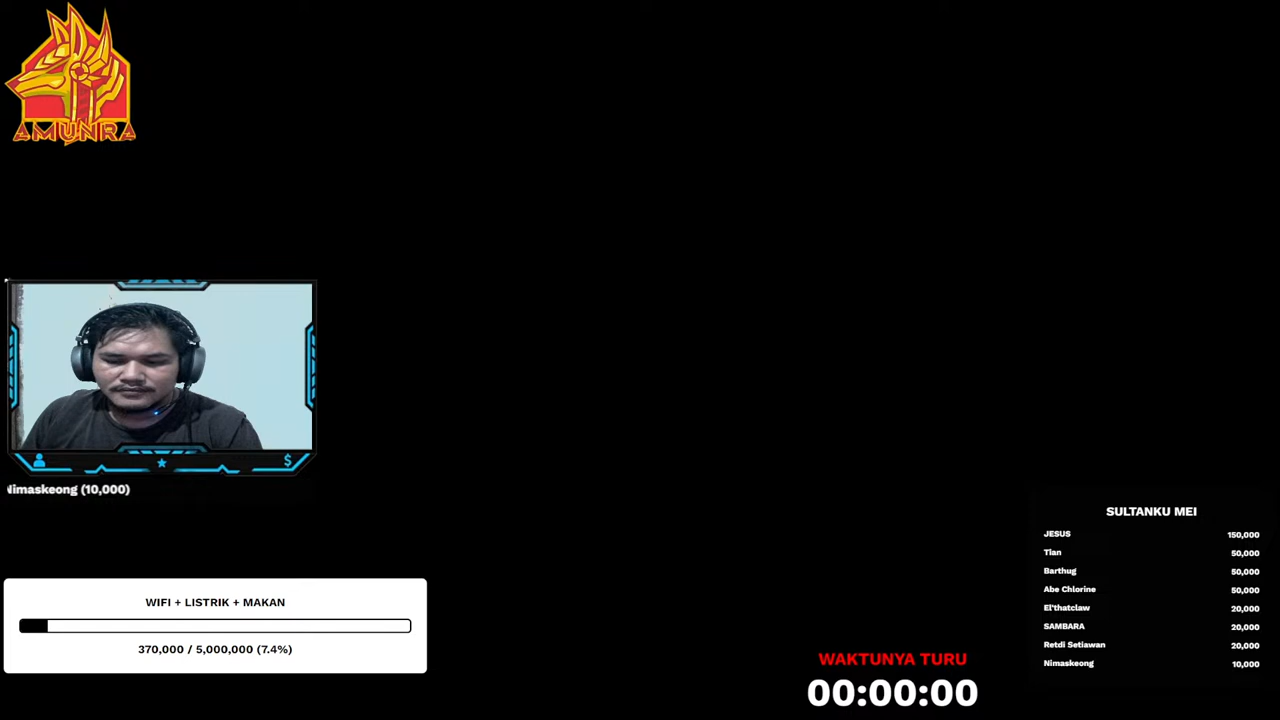 AMUNRA
Nimaskeong (10,000)
WIFI + LISTRIK + MAKAN
370,000 / 5,000,000 (7.4%)
WAKTUNYA TURU
00:00:00
SULTANKU MEI
JESUS 150,000
Tian 50,000
Barthug 50,000
Abe Chlorine 50,000
El'thatclaw 20,000
SAMBARA 20,000
Retdi Setiawan 20,000
Nimaskeong 10,000